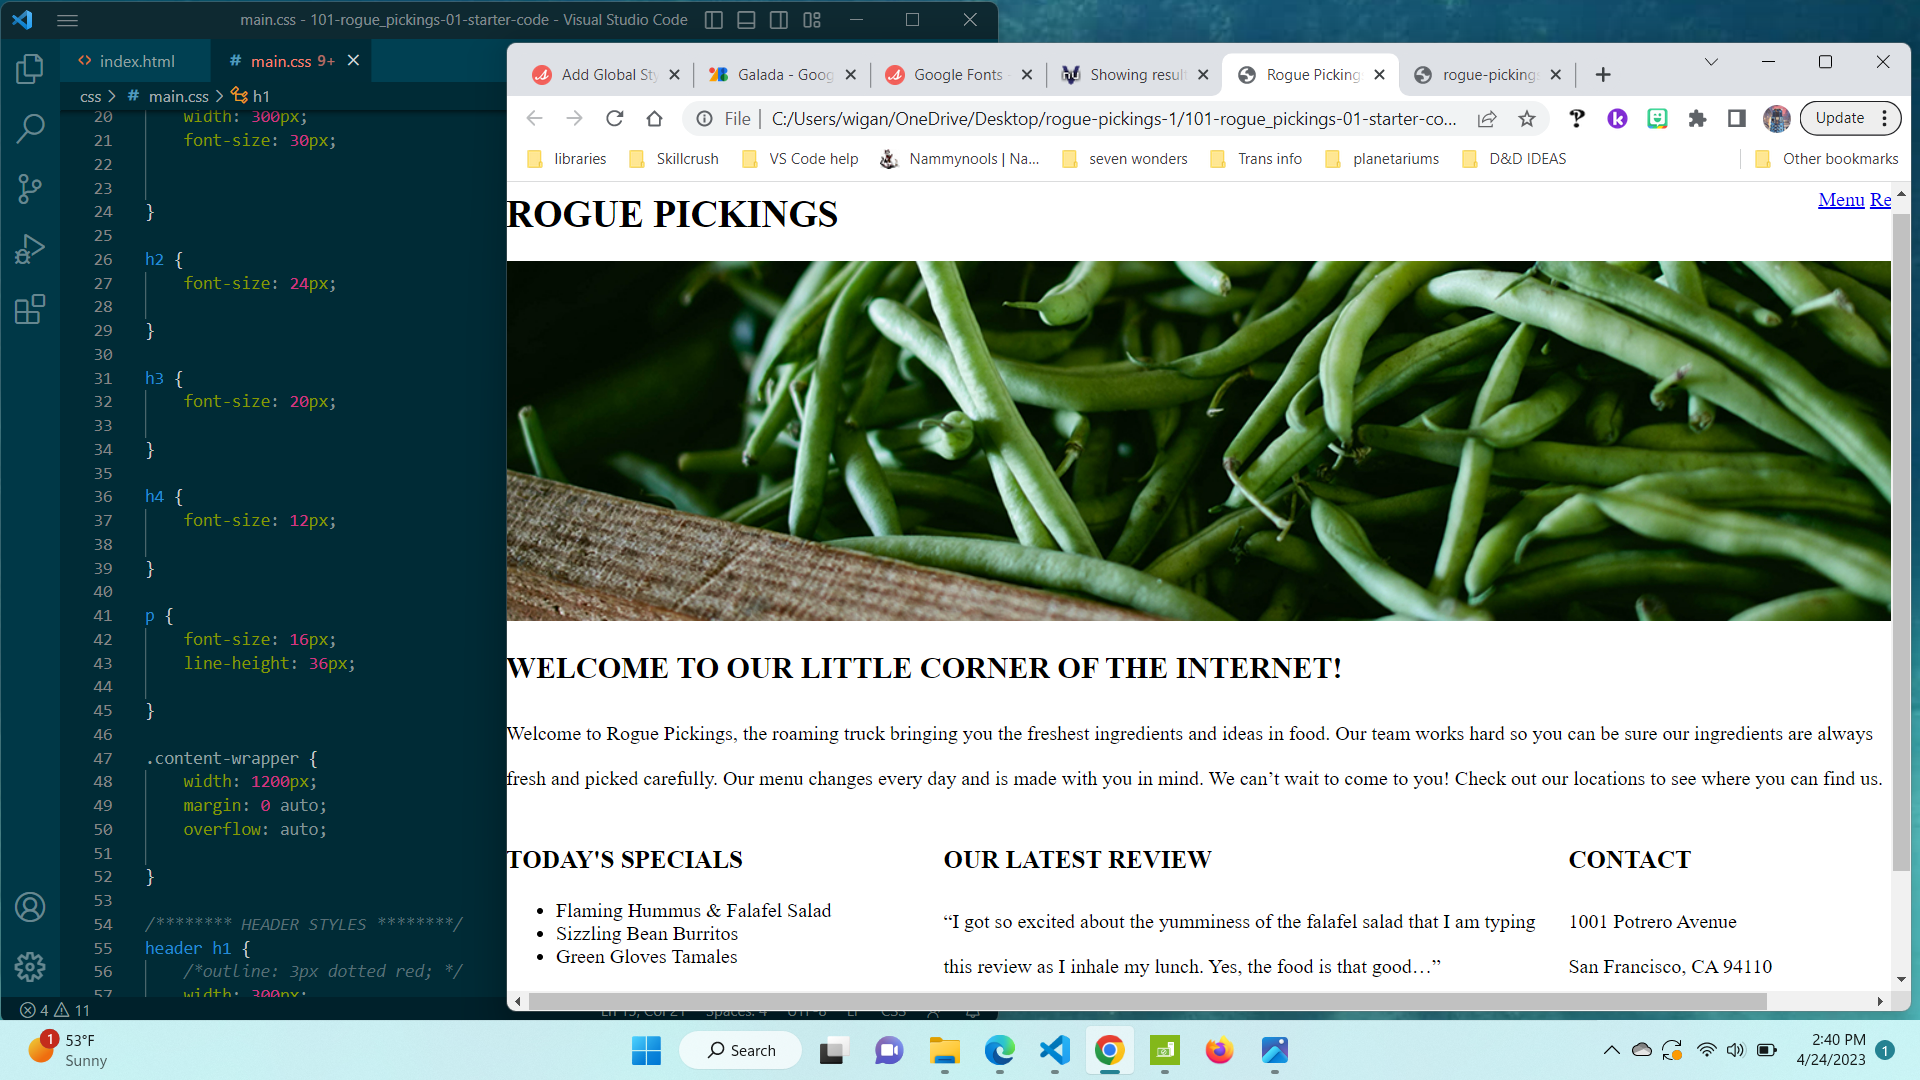 main.css - 101-rogue_pickings-01-starter-code - Visual Studio Code
index.html
# main.css 9+
css > # main.css > h1
20 width: 300px;
21 font-size: 30px;
22
23
24 }
25
26 h2 {
27 font-size: 24px;
28
29 }
30
31 h3 {
32 font-size: 20px;
33
34 }
35
36 h4 {
37 font-size: 12px;
38
39 }
40
41 p {
42 font-size: 16px;
43 line-height: 36px;
44
45 }
46
47 .content-wrapper {
48 width: 1200px;
49 margin: 0 auto;
50 overflow: auto;
51
52 }
53
54 /******** HEADER STYLES ********/
55 header h1 {
56 /*outline: 3px dotted red; */
57 width: 300px;
4 11
Add Global Sty
Galada - Goog
Google Fonts -
Showing result
Rogue Picking
rogue-picking
File | C:/Users/wigan/OneDrive/Desktop/rogue-pickings-1/101-rogue_pickings-01-starter-co...
Update
libraries
Skillcrush
VS Code help
Nammynools | Na...
seven wonders
Trans info
planetariums
D&D IDEAS
Other bookmarks
ROGUE PICKINGS
Menu Re
WELCOME TO OUR LITTLE CORNER OF THE INTERNET!
Welcome to Rogue Pickings, the roaming truck bringing you the freshest ingredients and ideas in food. Our team works hard so you can be sure our ingredients are always
fresh and picked carefully. Our menu changes every day and is made with you in mind. We can’t wait to come to you! Check out our locations to see where you can find us.
TODAY'S SPECIALS
• Flaming Hummus & Falafel Salad
• Sizzling Bean Burritos
• Green Gloves Tamales
OUR LATEST REVIEW
“I got so excited about the yumminess of the falafel salad that I am typing
this review as I inhale my lunch. Yes, the food is that good…”
CONTACT
1001 Potrero Avenue
San Francisco, CA 94110
1
53°F
Sunny
Search
2:40 PM
4/24/2023
1